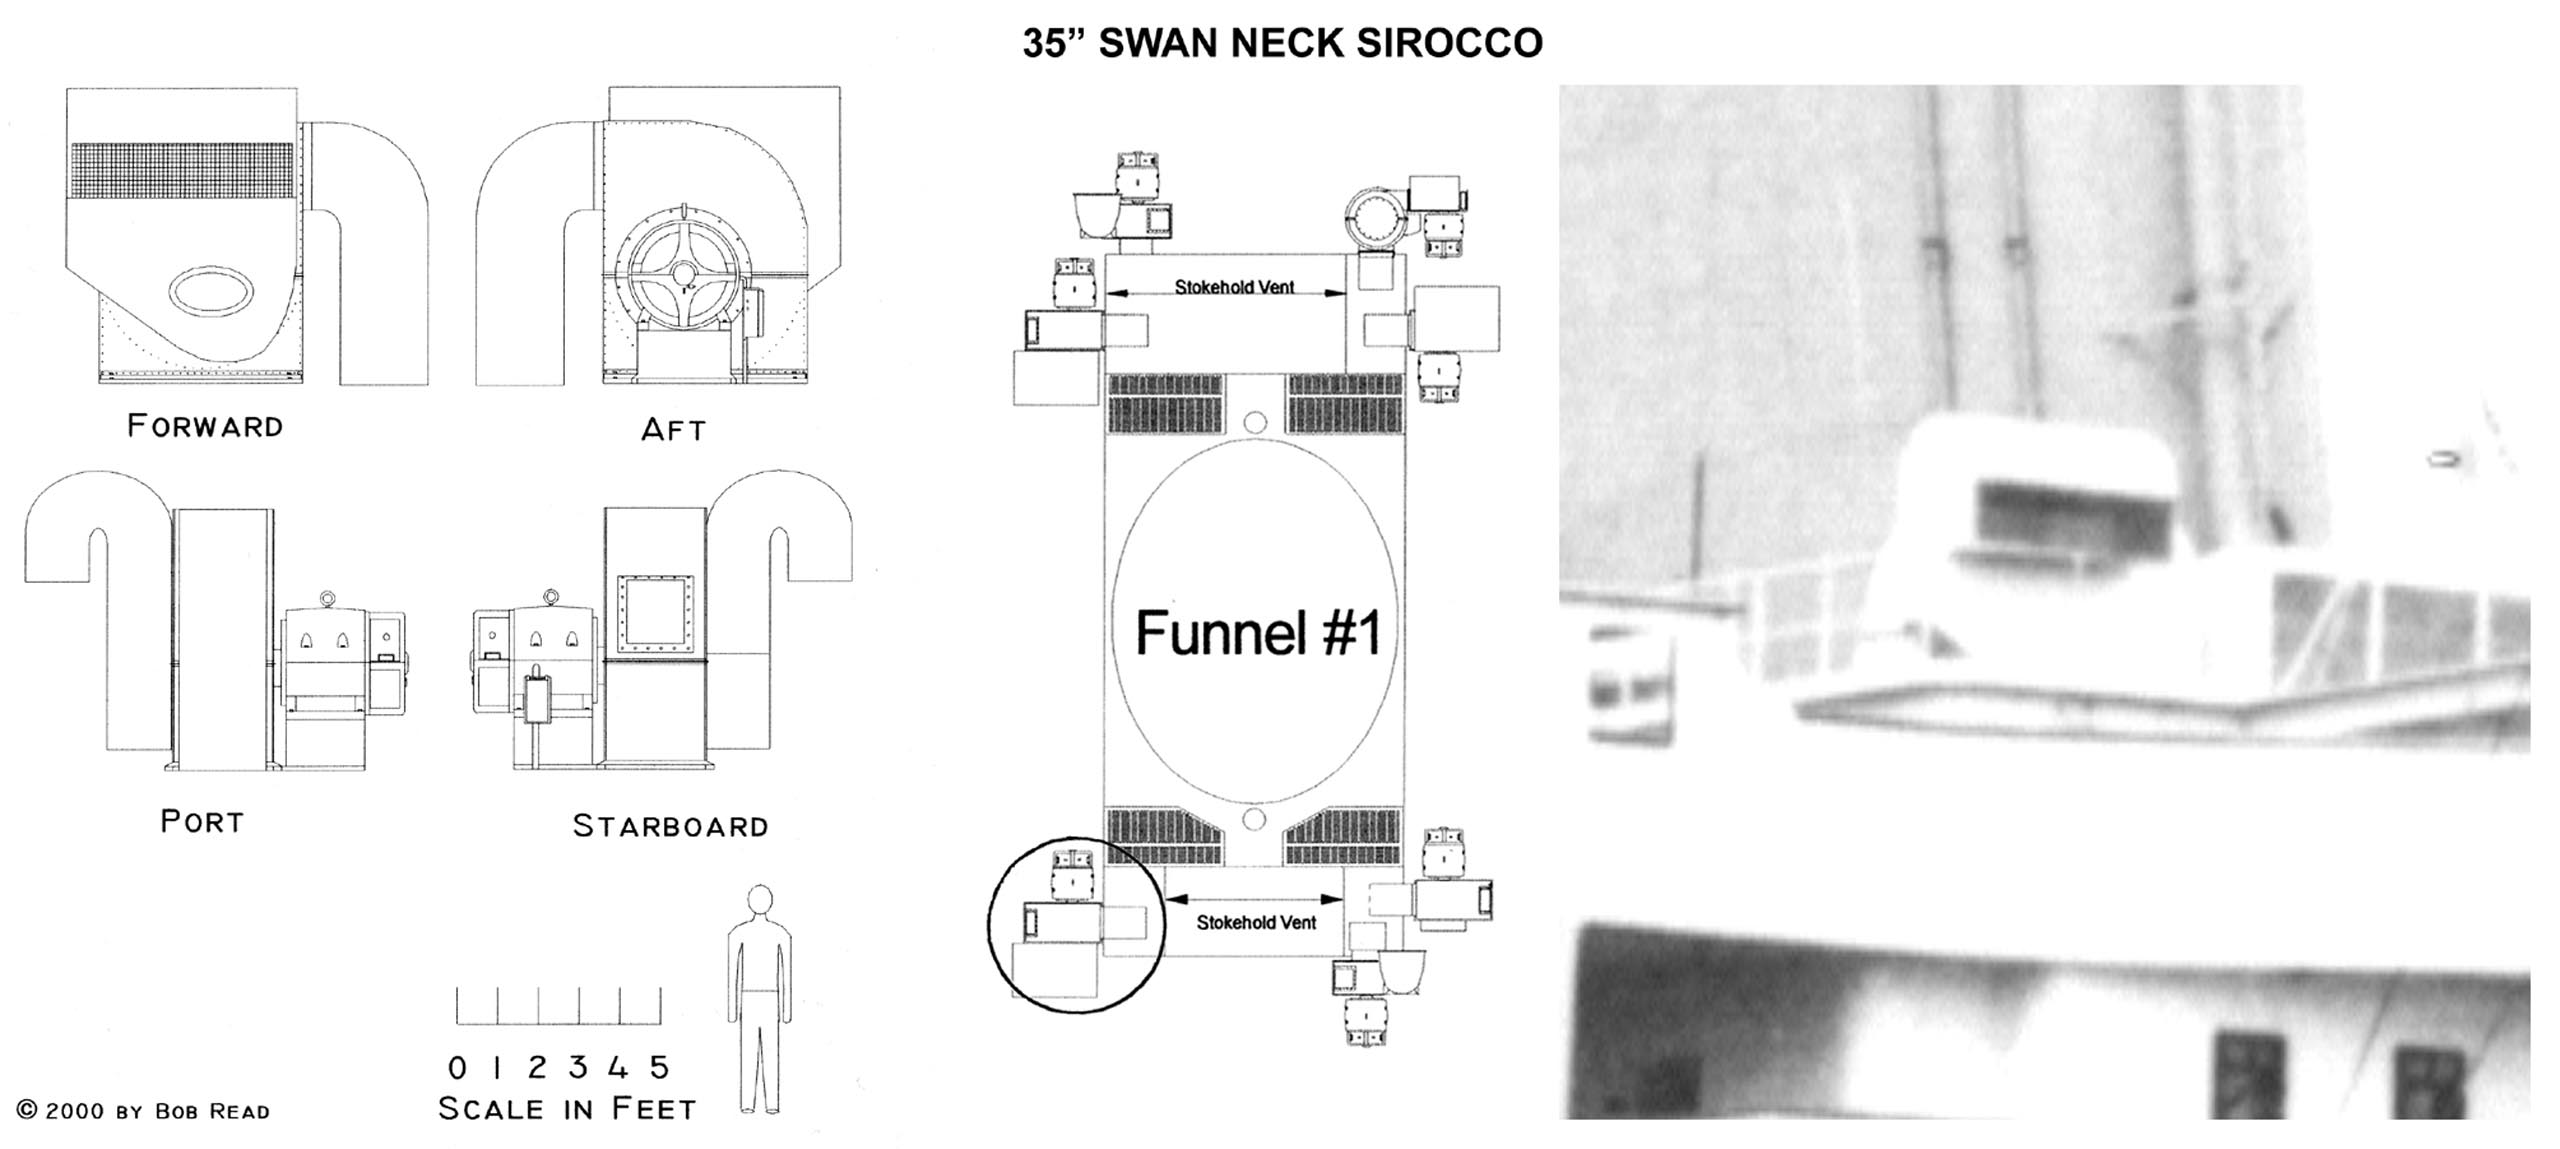 35” SWAN NECK SIROCCO
FORWARD
AFT
PORT
STARBOARD
0 1 2 3 4 5
SCALE IN FEET
© 2000 BY BOB READ
Stokehold Vent
Funnel #1
Stokehold Vent